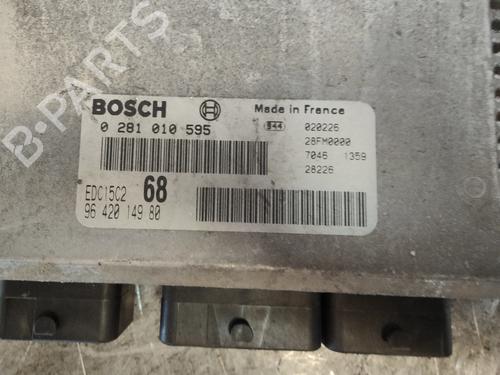 B-PARTS
BOSCH
Made in France
0 281 010 595
544 020226
28FM0000
7046 1359
28226
EDC15C2 68
96 420 149 80